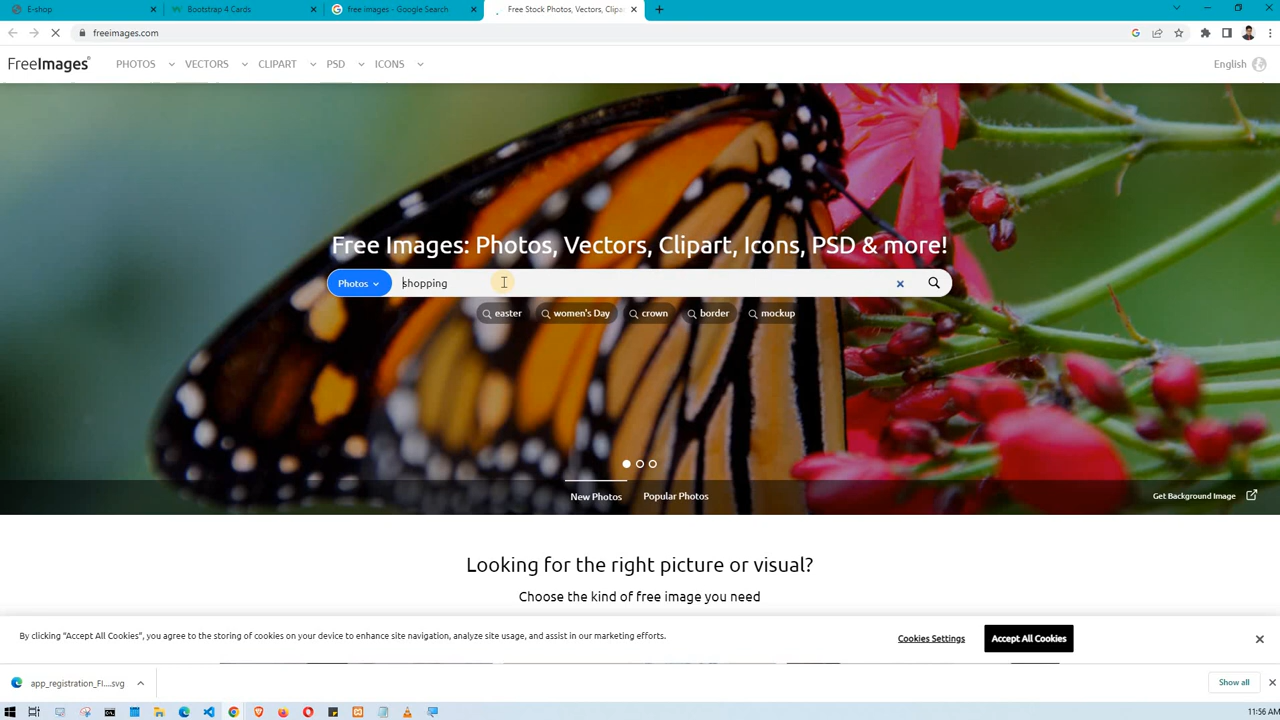 E-shop
Bootstrap 4 Cards
free images - Google Search
Free Stock Photos, Vectors, Clipa
freeimages.com
FreeImages®
PHOTOS
VECTORS
CLIPART
PSD
ICONS
English
Free Images: Photos, Vectors, Clipart, Icons, PSD & more!
Photos
shopping
easter
women's Day
crown
border
mockup
New Photos
Popular Photos
Get Background Image
Looking for the right picture or visual?
Choose the kind of free image you need
By clicking “Accept All Cookies”, you agree to the storing of cookies on your device to enhance site navigation, analyze site usage, and assist in our marketing efforts.
Cookies Settings
Accept All Cookies
app_registration_FI....svg
Show all
11:56 AM